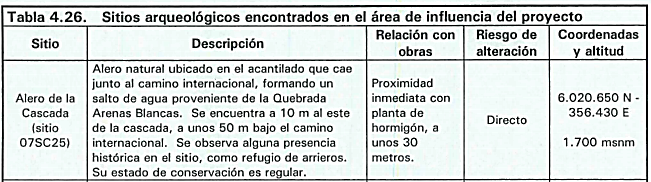 Tabla 4.26. Sitios arqueológicos encontrados en el área de influencia del proyecto
Sitio
Descripción
Relación con
obras
Riesgo de
alteración
Coordenadas
y altitud
Alero de la
Cascada
(sitio
07SC25)
Alero natural ubicado en el acantilado que cae
junto al camino internacional, formando un
salto de agua proveniente de la Quebrada
Arenas Blancas. Se encuentra a 10 m al este
de la cascada, a unos 50 m bajo el camino
internacional. Se observa alguna presencia
histórica en el sitio, como refugio de arrieros.
Su estado de conservación es regular.
Proximidad
inmediata con
planta de
hormigón, a
unos 30
metros.
Directo
6.020.650 N -
356.430 E
1.700 msnm